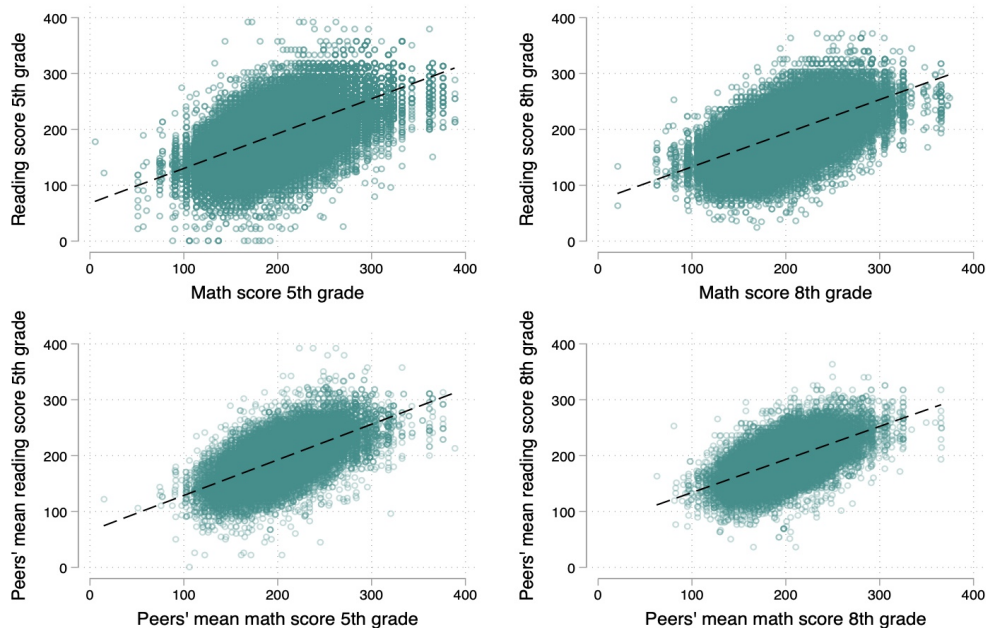 Reading score 5th grade
400
300
200
100
0
0 100 200 300 400
Math score 5th grade
Reading score 8th grade
400
300
200
100
0
0 100 200 300 400
Math score 8th grade
Peers' mean reading score 5th grade
400
300
200
100
0
0 100 200 300 400
Peers' mean math score 5th grade
Peers' mean reading score 8th grade
400
300
200
100
0
0 100 200 300 400
Peers' mean math score 8th grade